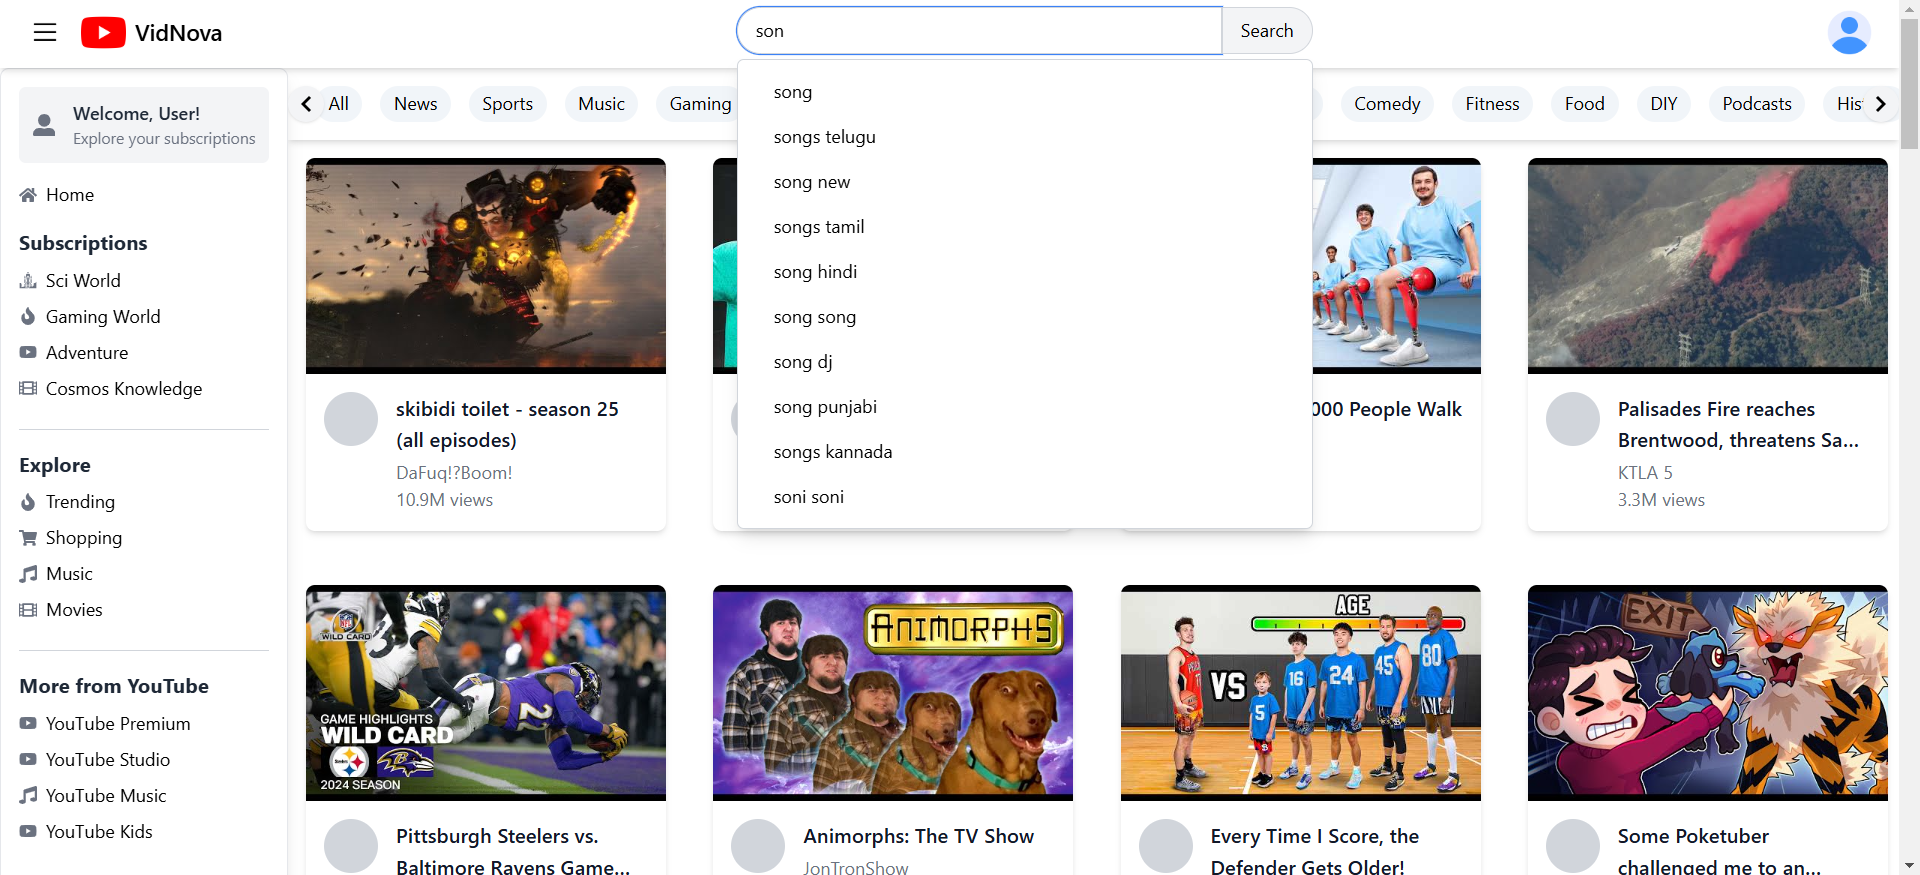 VidNova
son
Search
Welcome, User!
Explore your subscriptions
Home
Subscriptions
Sci World
Gaming World
Adventure
Cosmos Knowledge
Explore
Trending
Shopping
Music
Movies
More from YouTube
YouTube Premium
YouTube Studio
YouTube Music
YouTube Kids
All
News
Sports
Music
Gaming
Comedy
Fitness
Food
DIY
Podcasts
song
songs telugu
song new
songs tamil
song hindi
song song
song dj
song punjabi
songs kannada
soni soni
skibidi toilet - season 25
(all episodes)
DaFuq!?Boom!
10.9M views
000 People Walk
Palisades Fire reaches
Brentwood, threatens Sa...
KTLA 5
3.3M views
NFL
WILD CARD
GAME HIGHLIGHTS
WILD CARD
Steelers
2024 SEASON
Pittsburgh Steelers vs.
Baltimore Ravens Game...
ANIMORPHS
Animorphs: The TV Show
JonTronShow
AGE
VS
5
16
24
45
80
Every Time I Score, the
Defender Gets Older!
EXIT
Some Poketuber
challenged me to an...